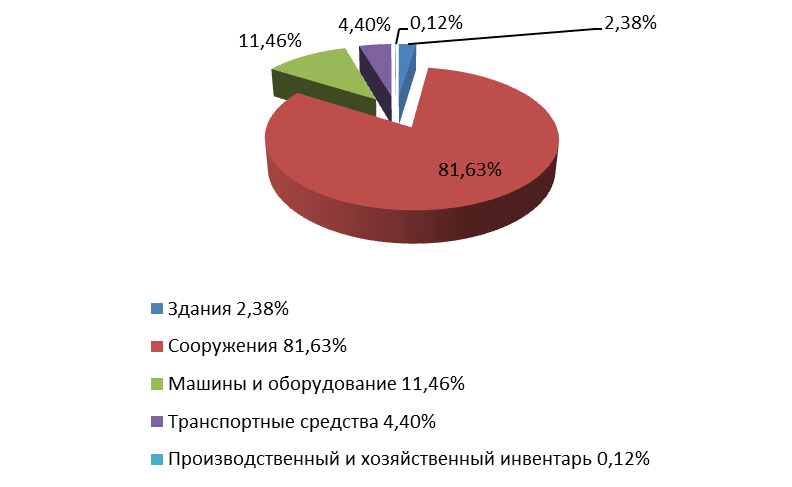 4,40%
0,12%
2,38%
11,46%
81,63%
Здания 2,38%
Сооружения 81,63%
Машины и оборудование 11,46%
Транспортные средства 4,40%
Производственный и хозяйственный инвентарь 0,12%